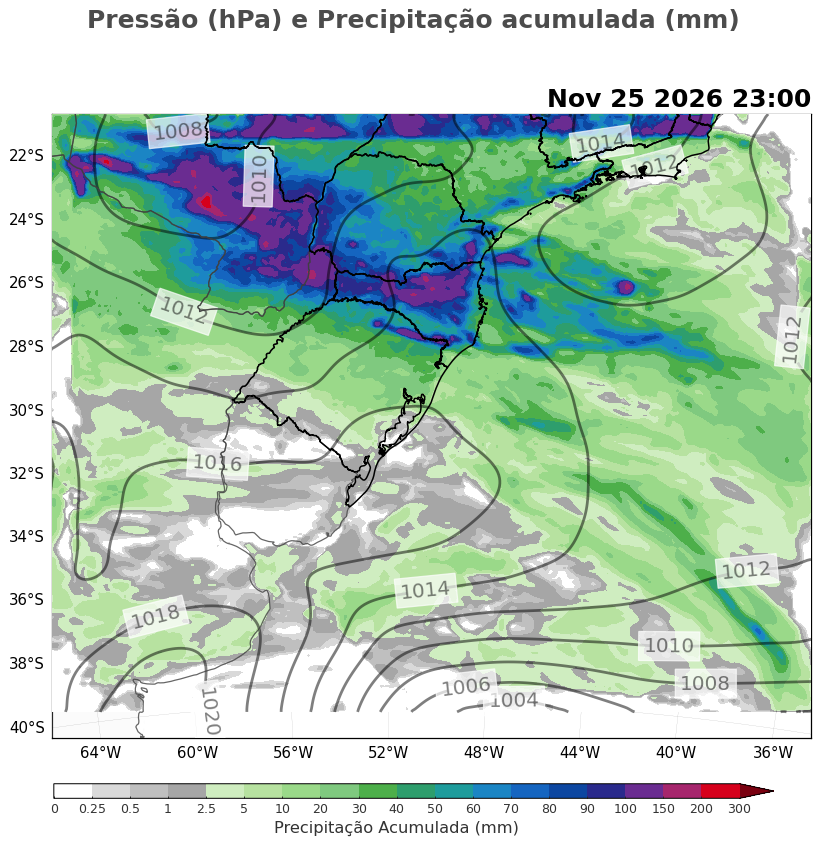 Pressão (hPa) e Precipitação acumulada (mm)
Nov 25 2026 23:00
1008
1010
1014
1012
1012
1012
1016
1014
1012
1018
1010
1020
1006
1008
1004
22°S
24°S
26°S
28°S
30°S
32°S
34°S
36°S
38°S
40°S
64°W 60°W 56°W 52°W 48°W 44°W 40°W 36°W
0 0.25 0.5 1 2.5 5 10 20 30 40 50 60 70 80 90 100 150 200 300
Precipitação Acumulada (mm)